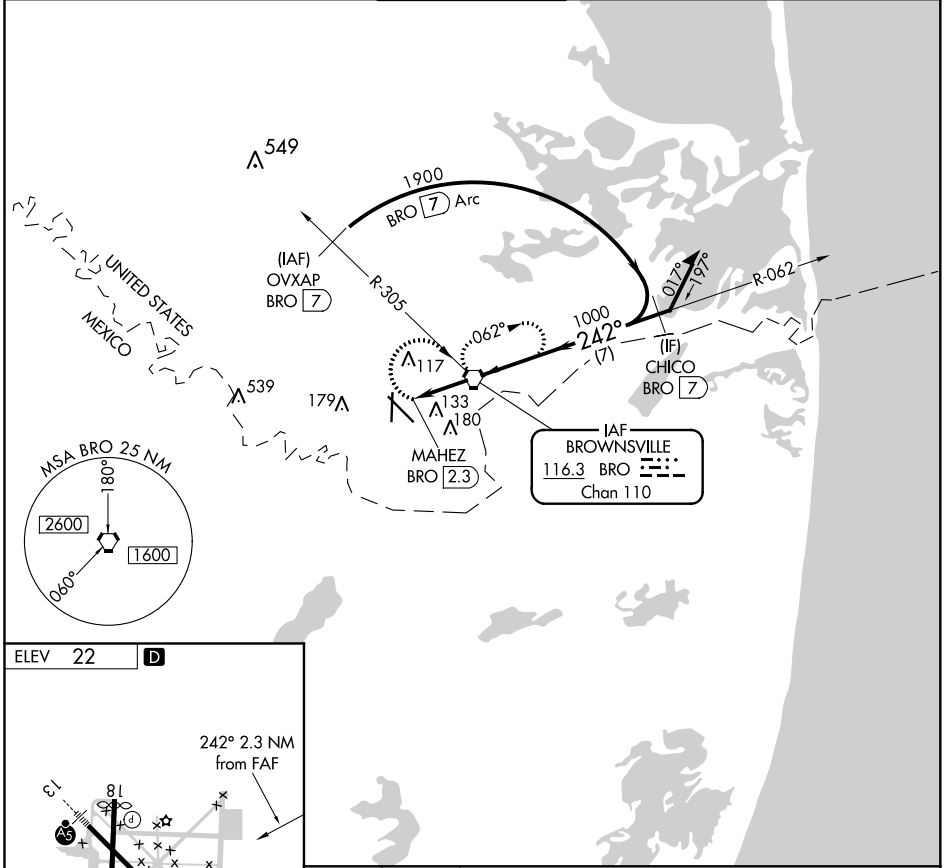 549
1900
BRO 7 Arc
(IAF)
OVXAP
BRO 7
R-305
UNITED STATES
MEXICO
017°
197°
R-062
1000
242°
(7)
062°
(IF)
CHICO
BRO 7
117
539
179
133
180
MAHEZ
BRO 2.3
IAF
BROWNSVILLE
116.3 BRO
Chan 110
MSA BRO 25 NM
180°
2600
1600
060°
ELEV 22 D
242° 2.3 NM
from FAF
13
18
P
A5